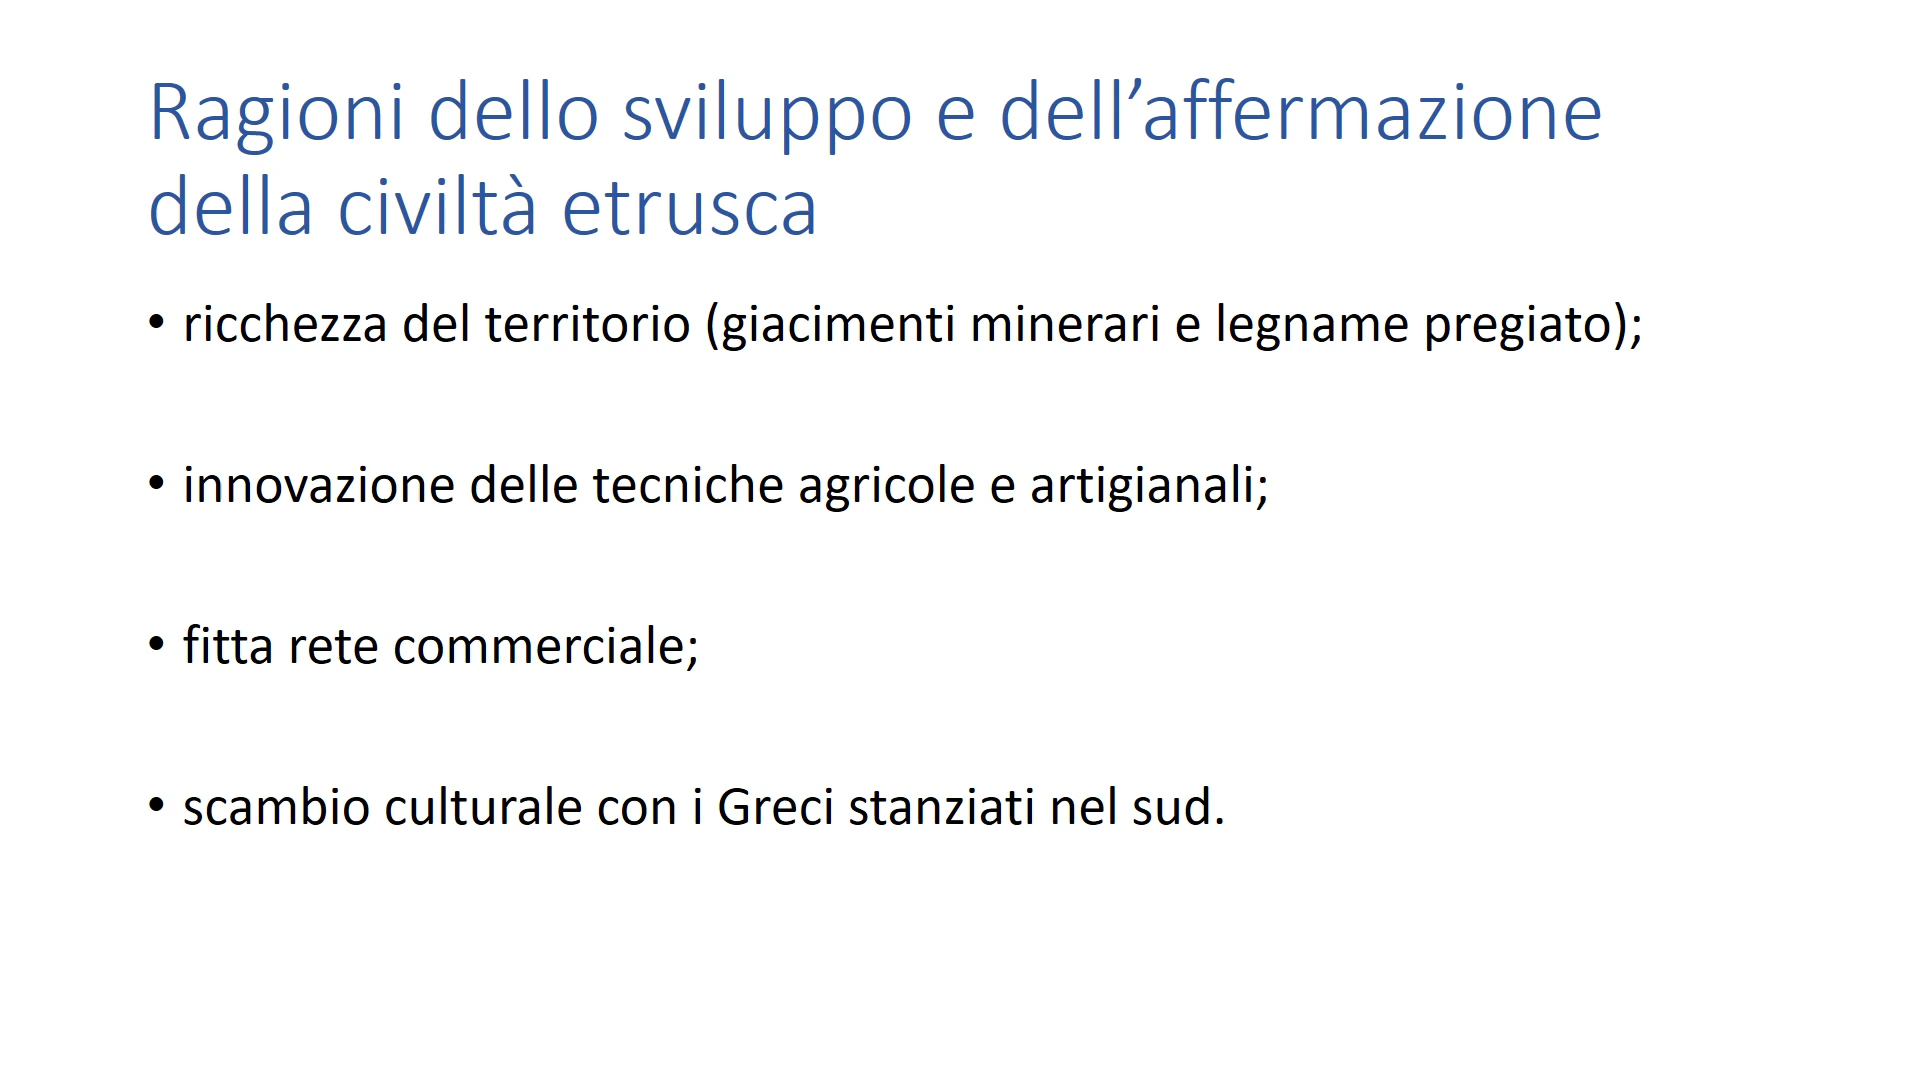 Ragioni dello sviluppo e dell’affermazione
della civiltà etrusca
• ricchezza del territorio (giacimenti minerari e legname pregiato);
• innovazione delle tecniche agricole e artigianali;
• fitta rete commerciale;
• scambio culturale con i Greci stanziati nel sud.